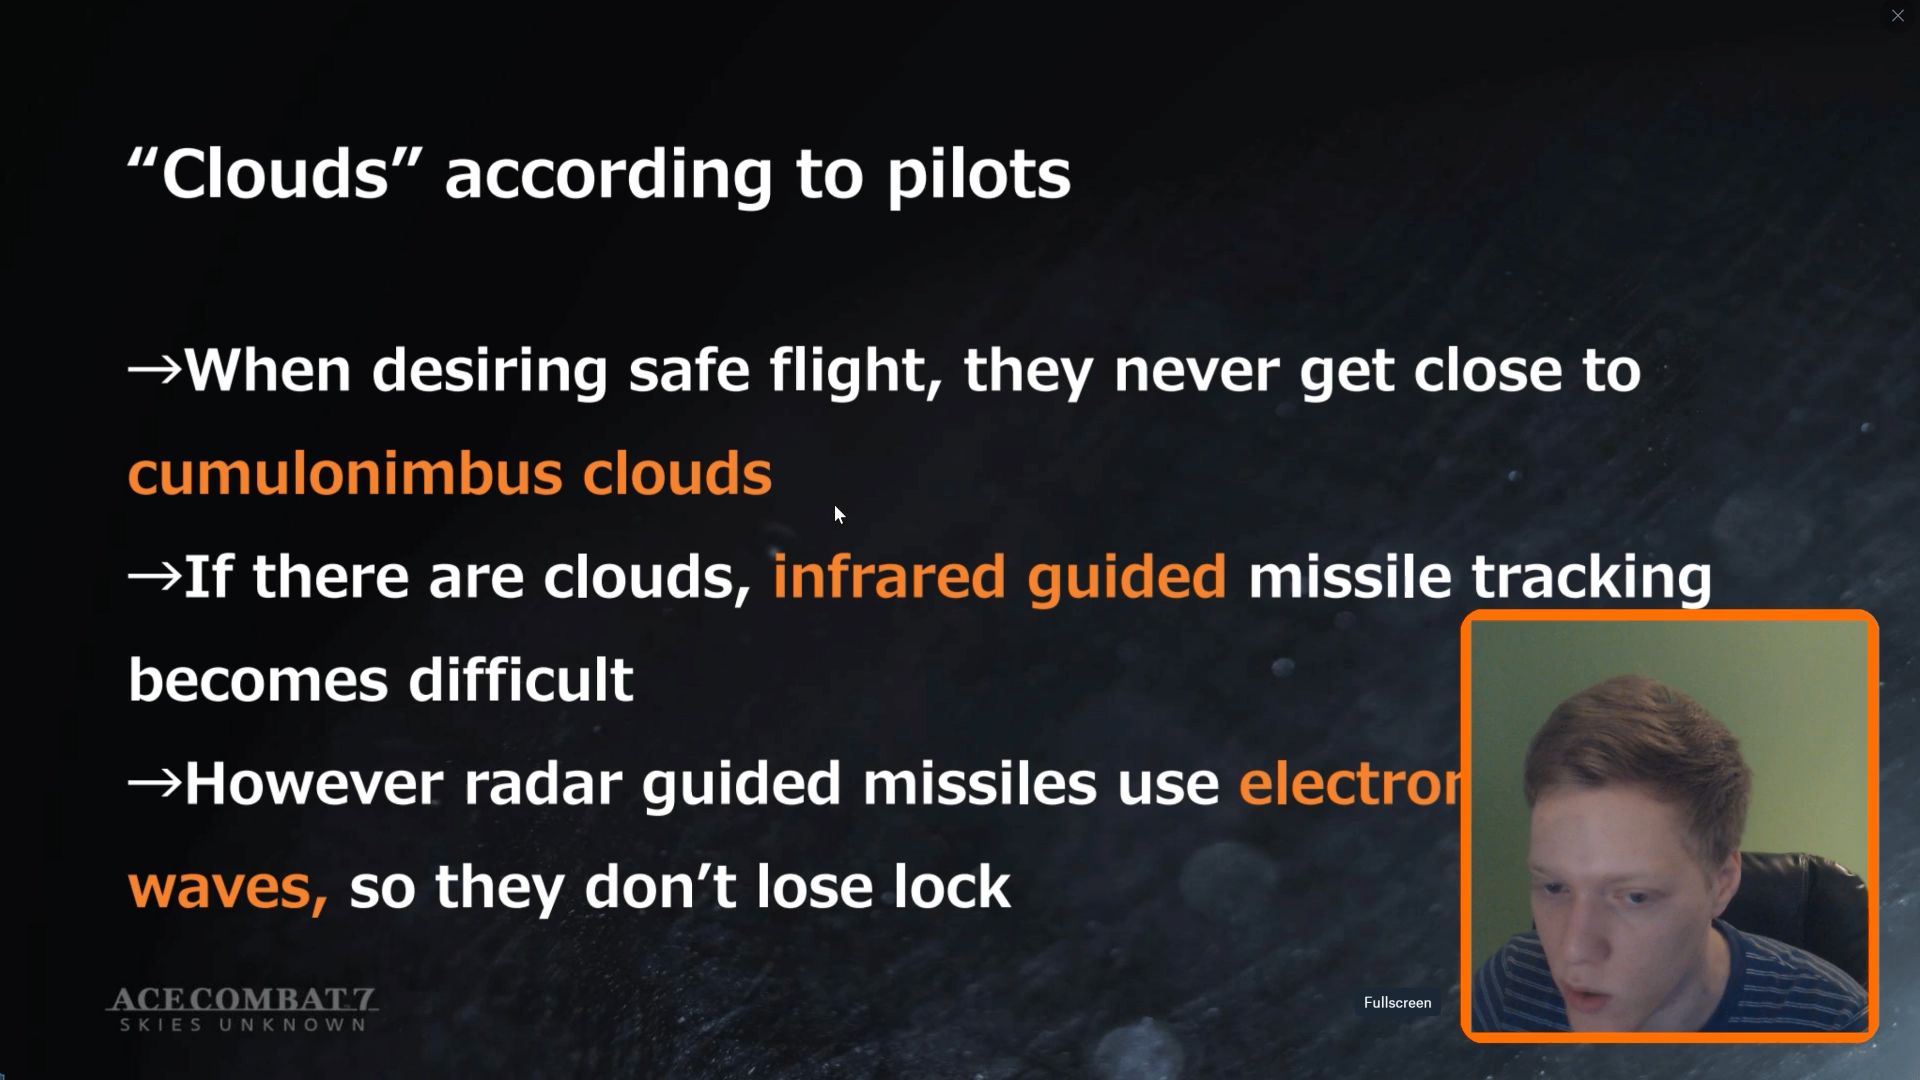 “Clouds” according to pilots
→When desiring safe flight, they never get close to
cumulonimbus clouds
→If there are clouds, infrared guided missile tracking
becomes difficult
→However radar guided missiles use
waves, so they don’t lose lock
ACE COMBAT 7
SKIES UNKNOWN
Fullscreen